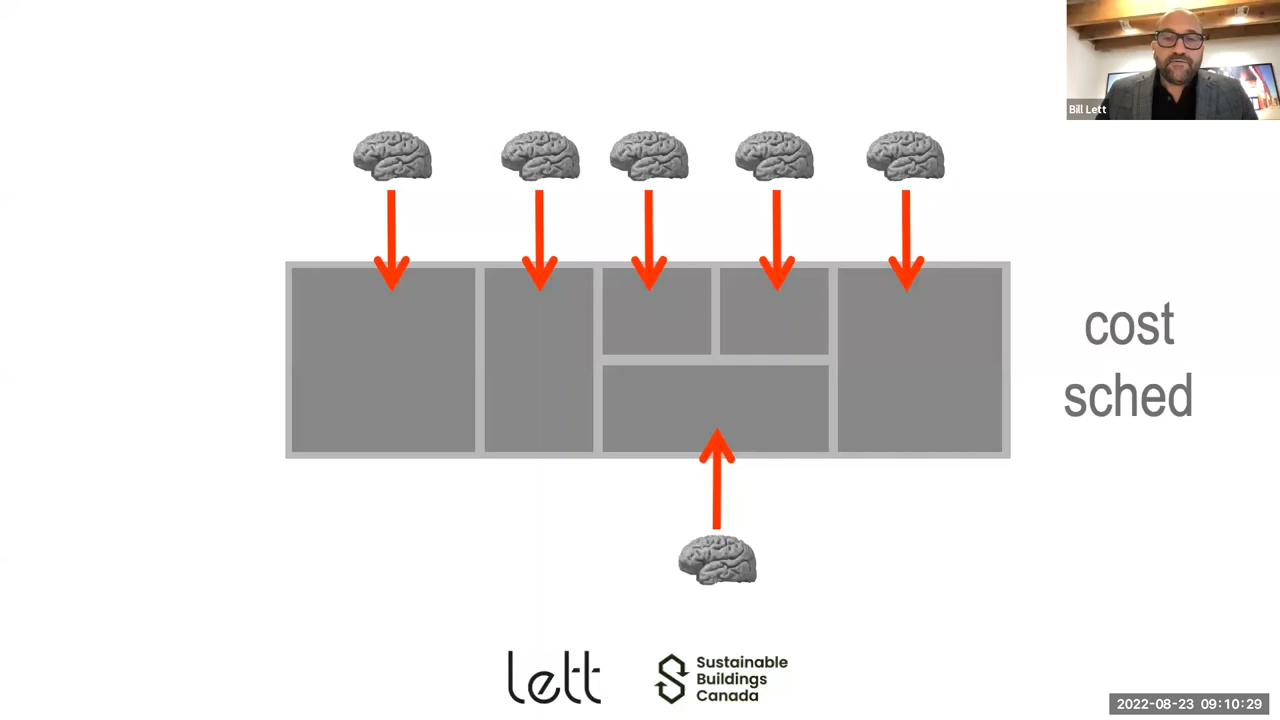 Bill Lett
cost
sched
lett
Sustainable
Buildings
Canada
2022-08-23 09:10:29